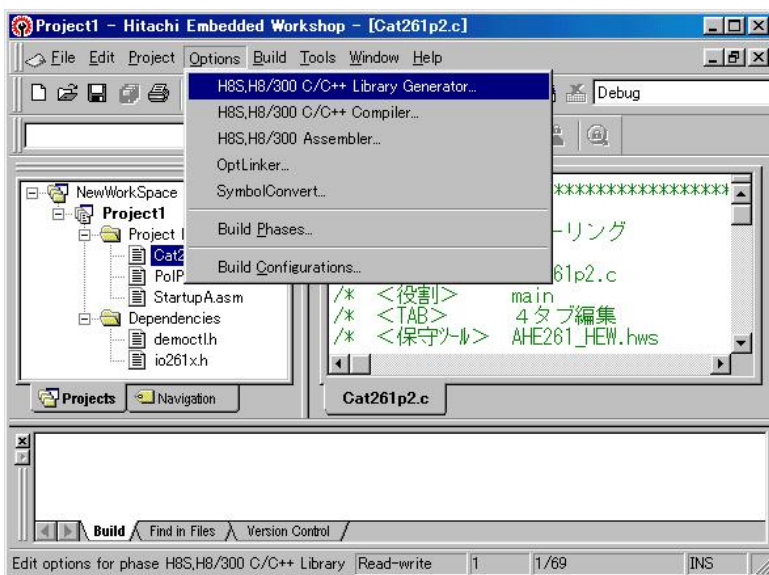 Project1 - Hitachi Embedded Workshop - [Cat261p2.c]
File Edit Project Options Build Tools Window Help
H8S,H8/300 C/C++ Library Generator...
H8S,H8/300 C/C++ Compiler...
H8S,H8/300 Assembler...
OptLinker...
SymbolConvert...
Build Phases...
Build Configurations...
Debug
NewWorkSpace
Project1
Project
StartupA.asm
Dependencies
democtl.h
io261x.h
Projects Navigation
********************
ーリング
61p2.c
/* <役割> main
/* <TAB> 4タブ編集
/* <保守ツール> AHE261_HEW.hws
Cat261p2.c
Build Find in Files Version Control
Edit options for phase H8S,H8/300 C/C++ Library Read-write 1 1/69 INS